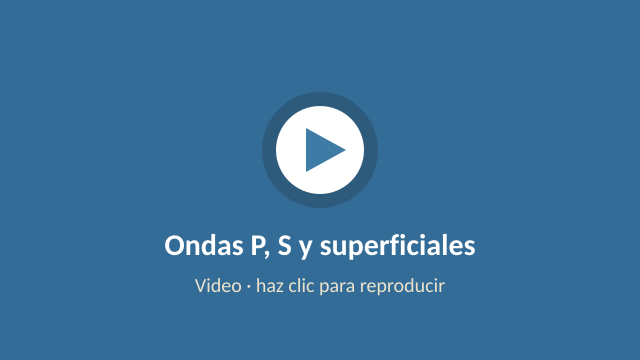 Ondas P, S y superficiales
Video · haz clic para reproducir